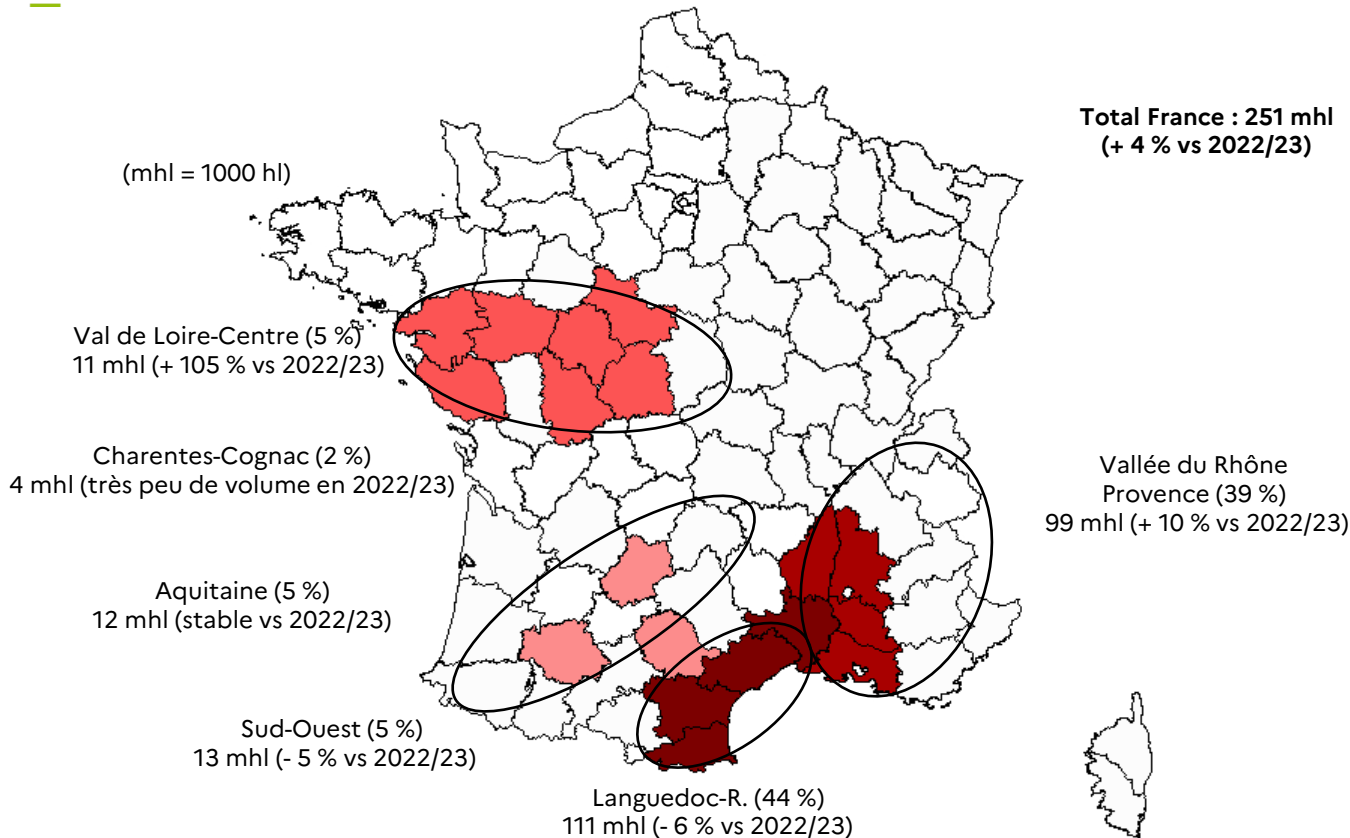 Total France : 251 mhl
(+ 4 % vs 2022/23)
(mhl = 1000 hl)
Val de Loire-Centre (5 %)
11 mhl (+ 105 % vs 2022/23)
Charentes-Cognac (2 %)
4 mhl (très peu de volume en 2022/23)
Vallée du Rhône
Provence (39 %)
99 mhl (+ 10 % vs 2022/23)
Aquitaine (5 %)
12 mhl (stable vs 2022/23)
Sud-Ouest (5 %)
13 mhl (- 5 % vs 2022/23)
Languedoc-R. (44 %)
111 mhl (- 6 % vs 2022/23)